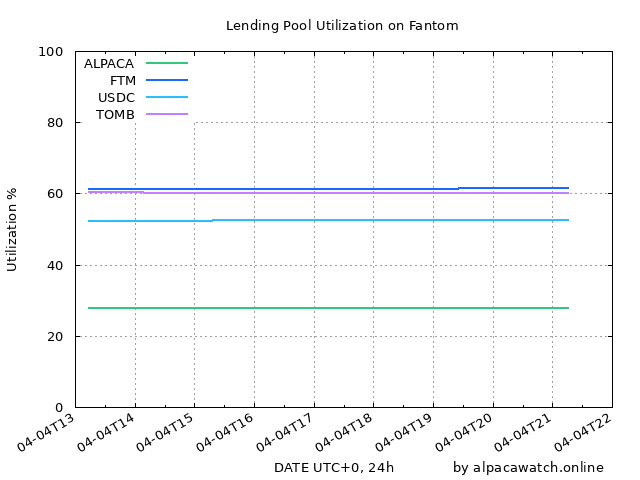 Lending Pool Utilization on Fantom
100
80
60
40
20
0
Utilization %
ALPACA
FTM
USDC
TOMB
04-04T13
04-04T14
04-04T15
04-04T16
04-04T17
04-04T18
04-04T19
04-04T20
04-04T21
04-04T22
DATE UTC+0, 24h
by alpacawatch.online